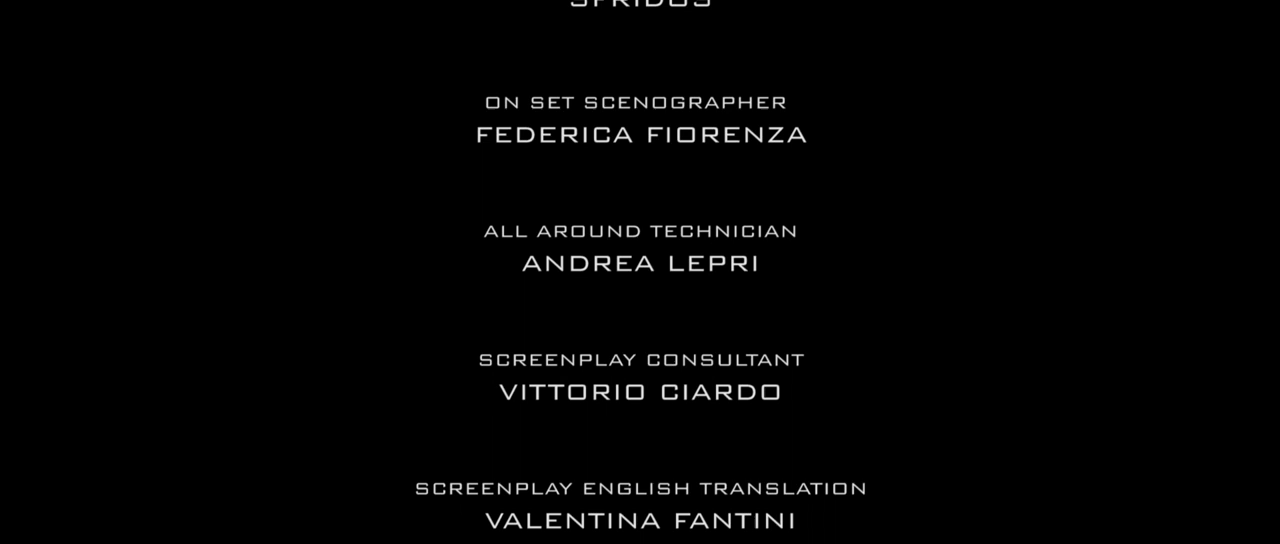 SPRIDOS
ON SET SCENOGRAPHER
FEDERICA FIORENZA
ALL AROUND TECHNICIAN
ANDREA LEPRI
SCREENPLAY CONSULTANT
VITTORIO CIARDO
SCREENPLAY ENGLISH TRANSLATION
VALENTINA FANTINI